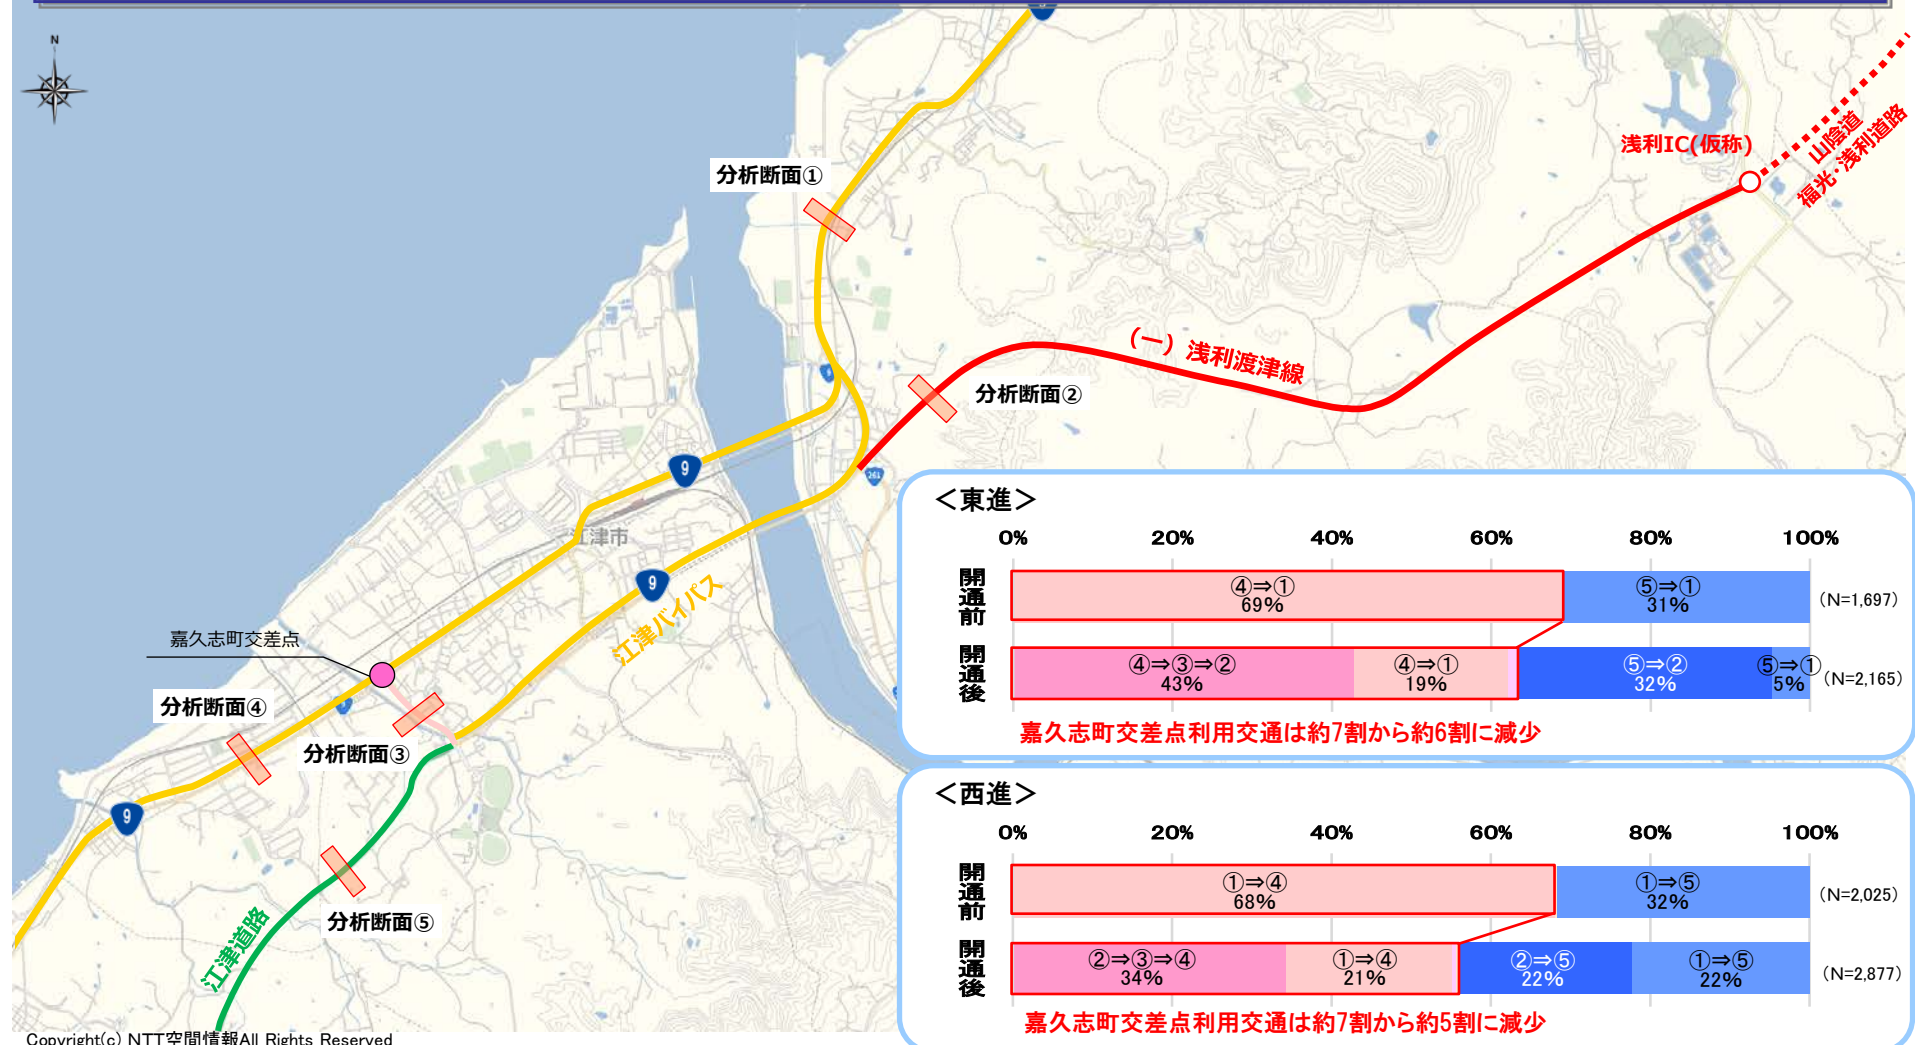 N
9
浅利IC(仮称)
山陰道
福光・浅利道路
分析断面①
(一) 浅利渡津線
分析断面②
9
261
江津市
9
江津バイパス
嘉久志町交差点
分析断面④
分析断面③
9
分析断面⑤
江津道路
<東進>
0% 20% 40% 60% 80% 100%
開通前 ④⇒① 69% ⑤⇒① 31% (N=1,697)
開通後 ④⇒③⇒② 43% ④⇒① 19% ⑤⇒② 32% ⑤⇒① 5% (N=2,165)
嘉久志町交差点利用交通は約7割から約6割に減少
<西進>
0% 20% 40% 60% 80% 100%
開通前 ①⇒④ 68% ①⇒⑤ 32% (N=2,025)
開通後 ②⇒③⇒④ 34% ①⇒④ 21% ②⇒⑤ 22% ①⇒⑤ 22% (N=2,877)
嘉久志町交差点利用交通は約7割から約5割に減少
Copyright(c) NTT空間情報All Rights Reserved